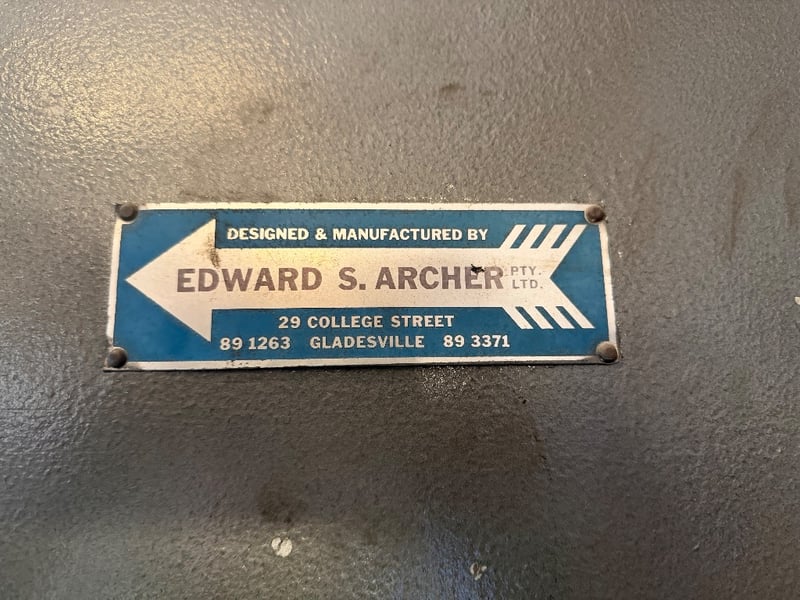 DESIGNED & MANUFACTURED BY
EDWARD S. ARCHER PTY. LTD.
29 COLLEGE STREET
89 1263 GLADESVILLE 89 3371